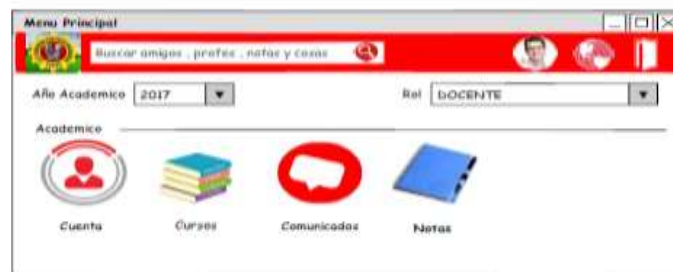 Menu Principal
Buscar amigos , profes , notas y cosas
Año Academico 2017 Rol DOCENTE
Academico
Cuenta Cursos Comunicados Notas